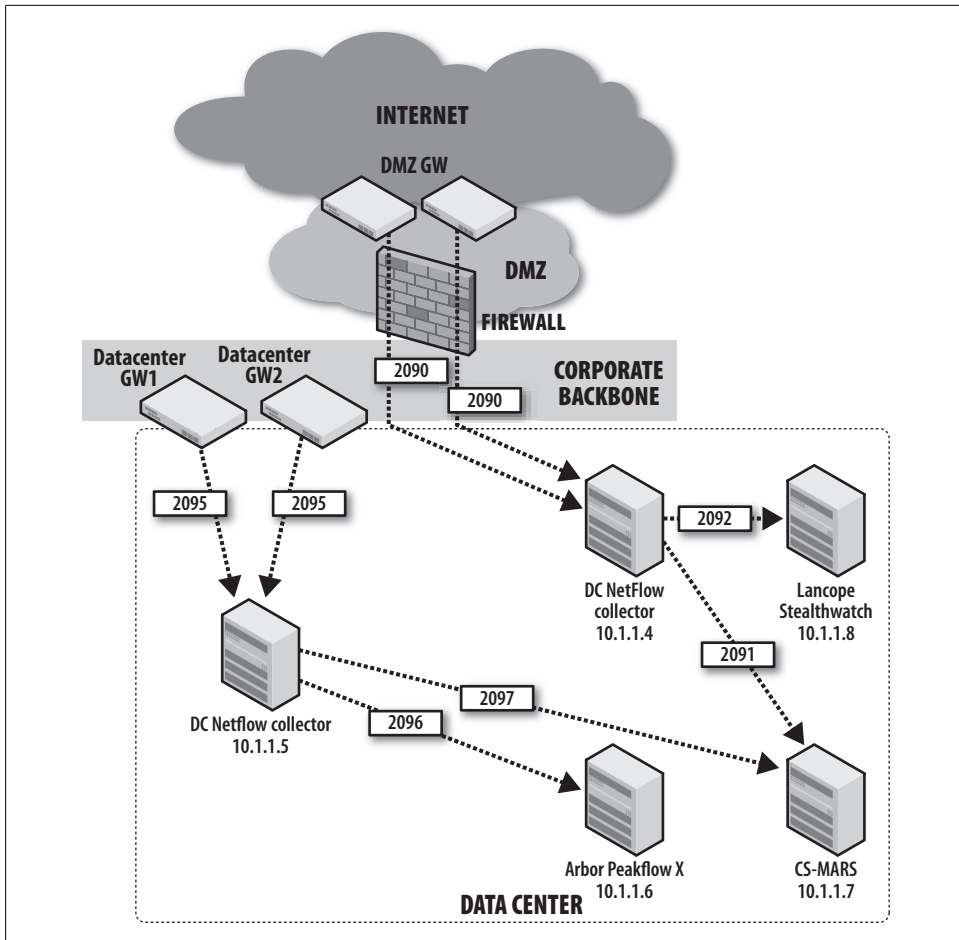 INTERNET
DMZ GW
DMZ
FIREWALL
Datacenter
GW1
Datacenter
GW2
2090
2090
CORPORATE
BACKBONE
2095
2095
2092
DC NetFlow
collector
10.1.1.4
Lancope
Stealthwatch
10.1.1.8
2091
2097
2096
DC Netflow collector
10.1.1.5
Arbor Peakflow X
10.1.1.6
CS-MARS
10.1.1.7
DATA CENTER